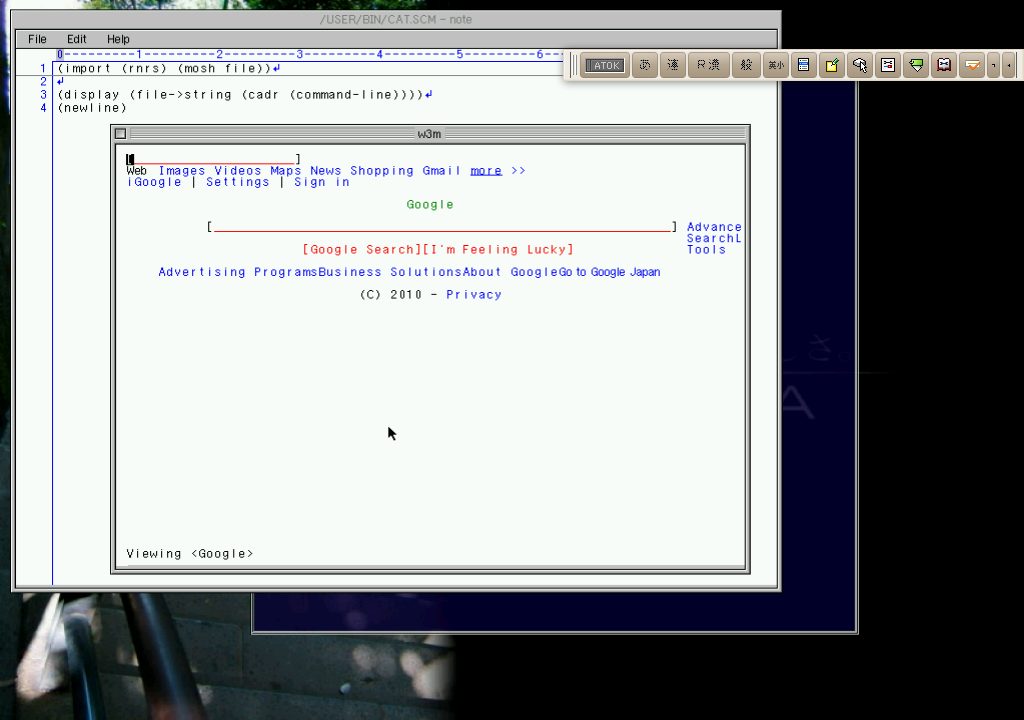 /USER/BIN/CAT.SCM - note
File Edit Help
0---------1---------2---------3---------4---------5---------6--
ATOK あ 連 R漢 般 英小
1 (import (rnrs) (mosh file))↲
2 ↲
3 (display (file->string (cadr (command-line))))↲
4 (newline)
w3m
[ ]
Web Images Videos Maps News Shopping Gmail more >>
iGoogle | Settings | Sign in
Google
[ ] Advance
SearchL
[Google Search][I'm Feeling Lucky] Tools
Advertising ProgramsBusiness SolutionsAbout GoogleGo to Google Japan
(C) 2010 - Privacy
さ。
A
Viewing <Google>